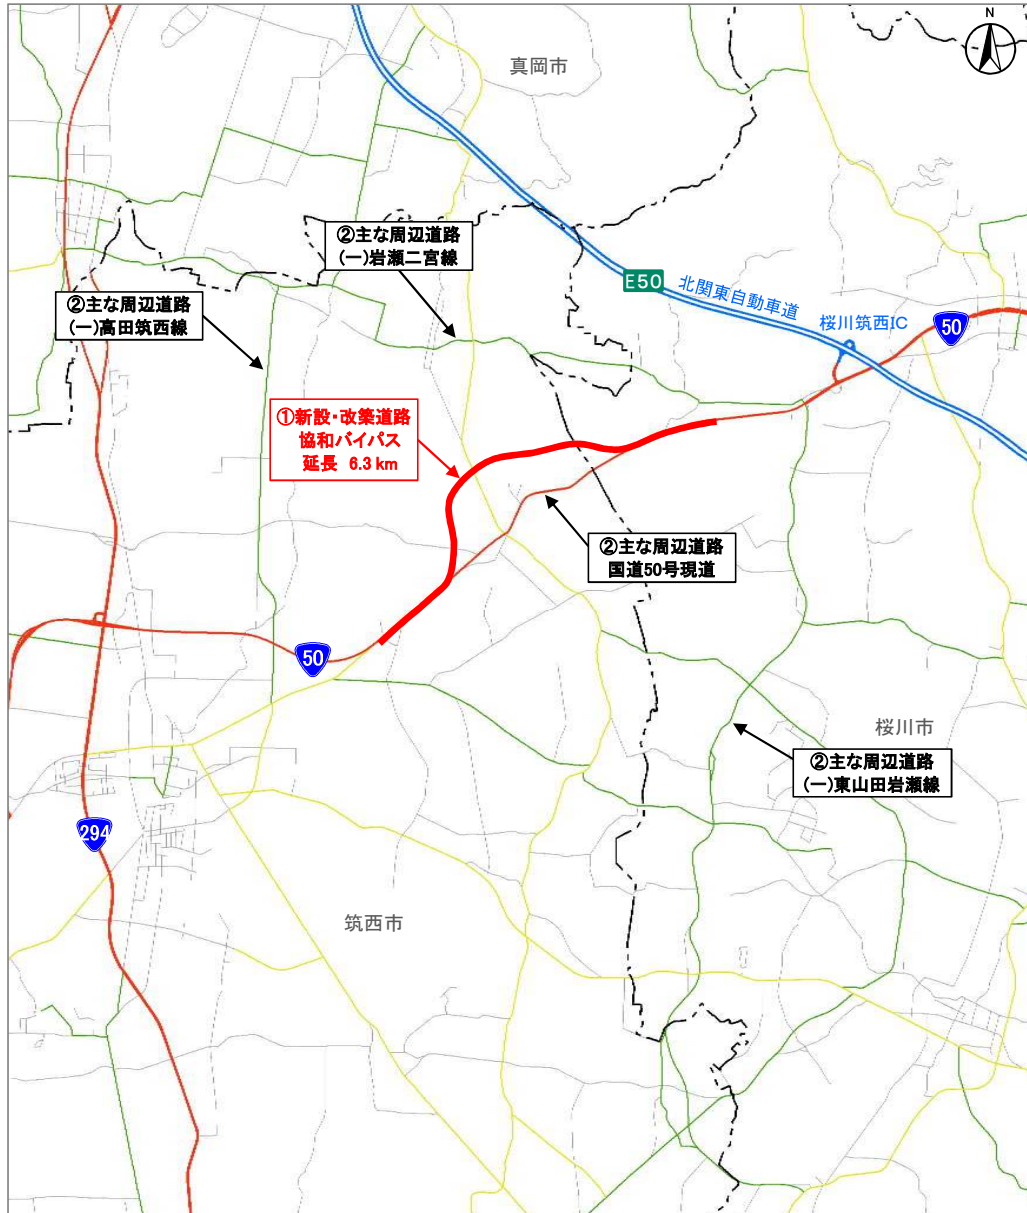 N
真岡市
②主な周辺道路
(一)岩瀬二宮線
E50
北関東自動車道
②主な周辺道路
(一)高田筑西線
桜川筑西IC
50
①新設・改築道路
協和バイパス
延長 6.3 km
②主な周辺道路
国道50号現道
50
桜川市
②主な周辺道路
(一)東山田岩瀬線
294
筑西市